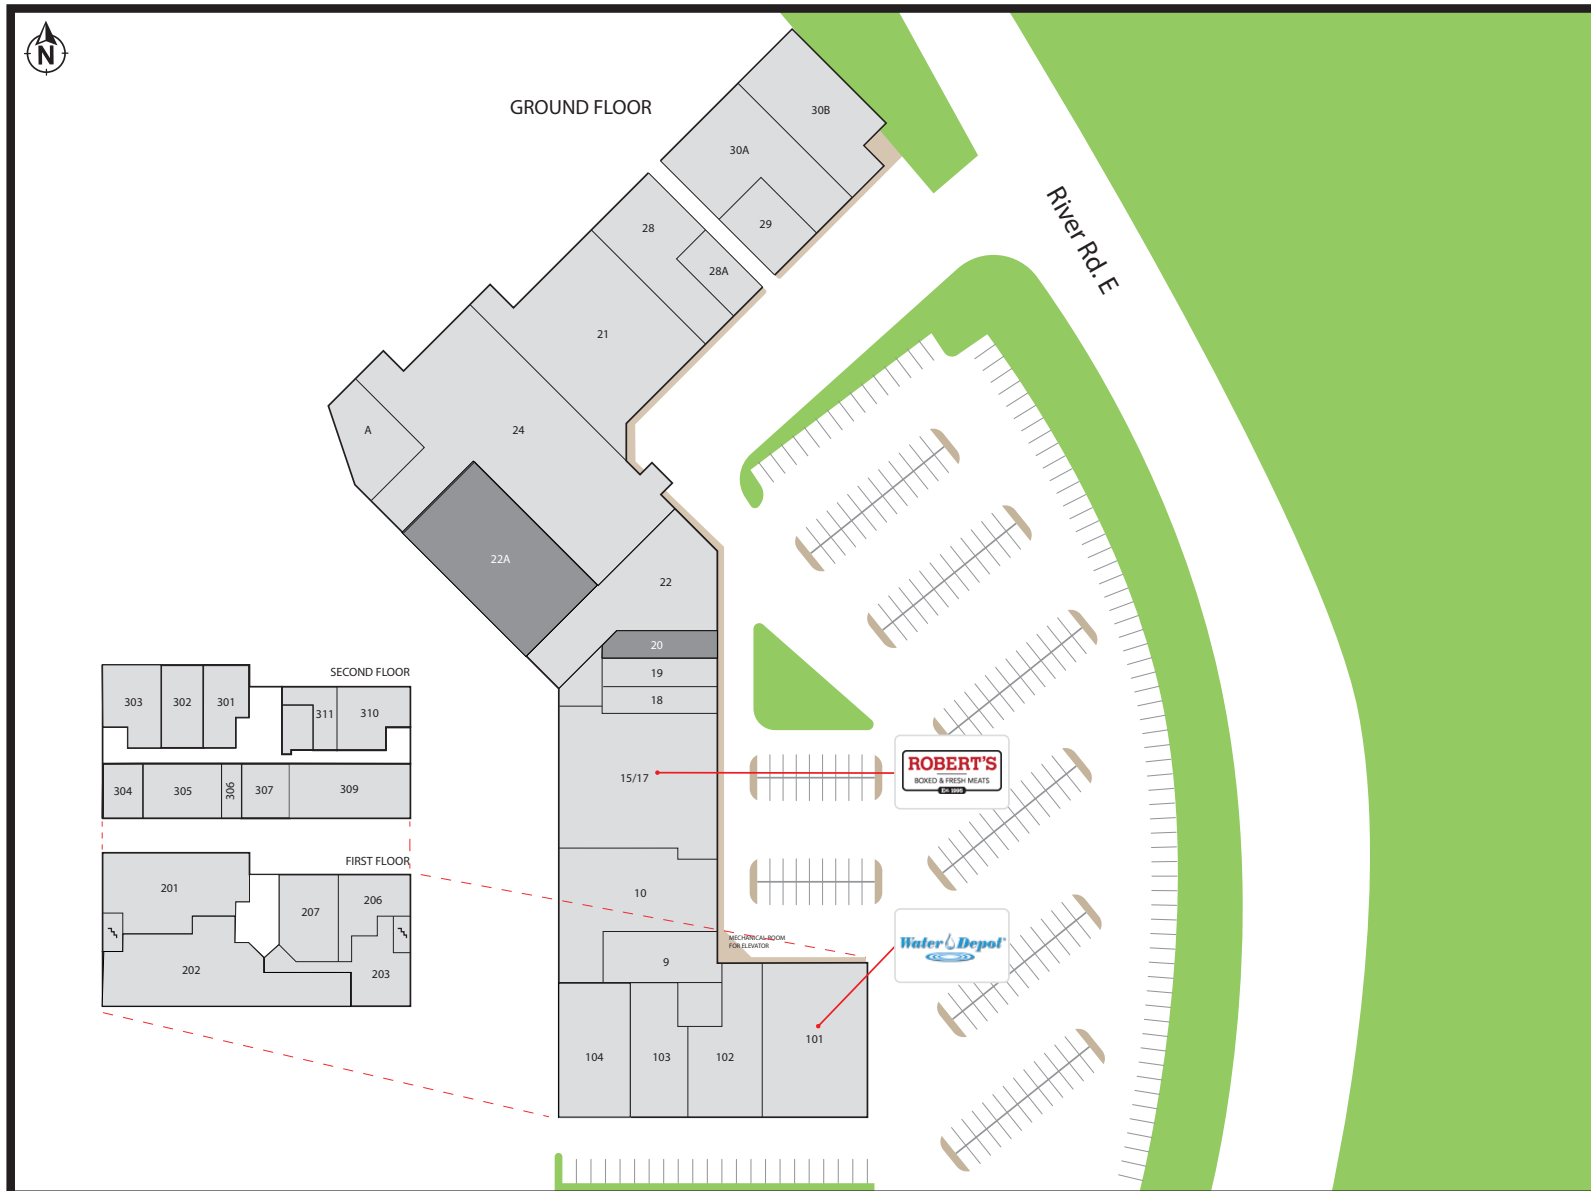 N
GROUND FLOOR
30B
30A
29
28
28A
River Rd. E
21
A
24
22A
22
20
19
18
15/17
ROBERT'S
BOXED & FRESH MEATS
Est. 1995
10
MECHANICAL ROOM
FOR ELEVATOR
9
Water Depot
104
103
102
101
SECOND FLOOR
303
302
301
311
310
304
305
306
307
309
FIRST FLOOR
201
207
206
202
203